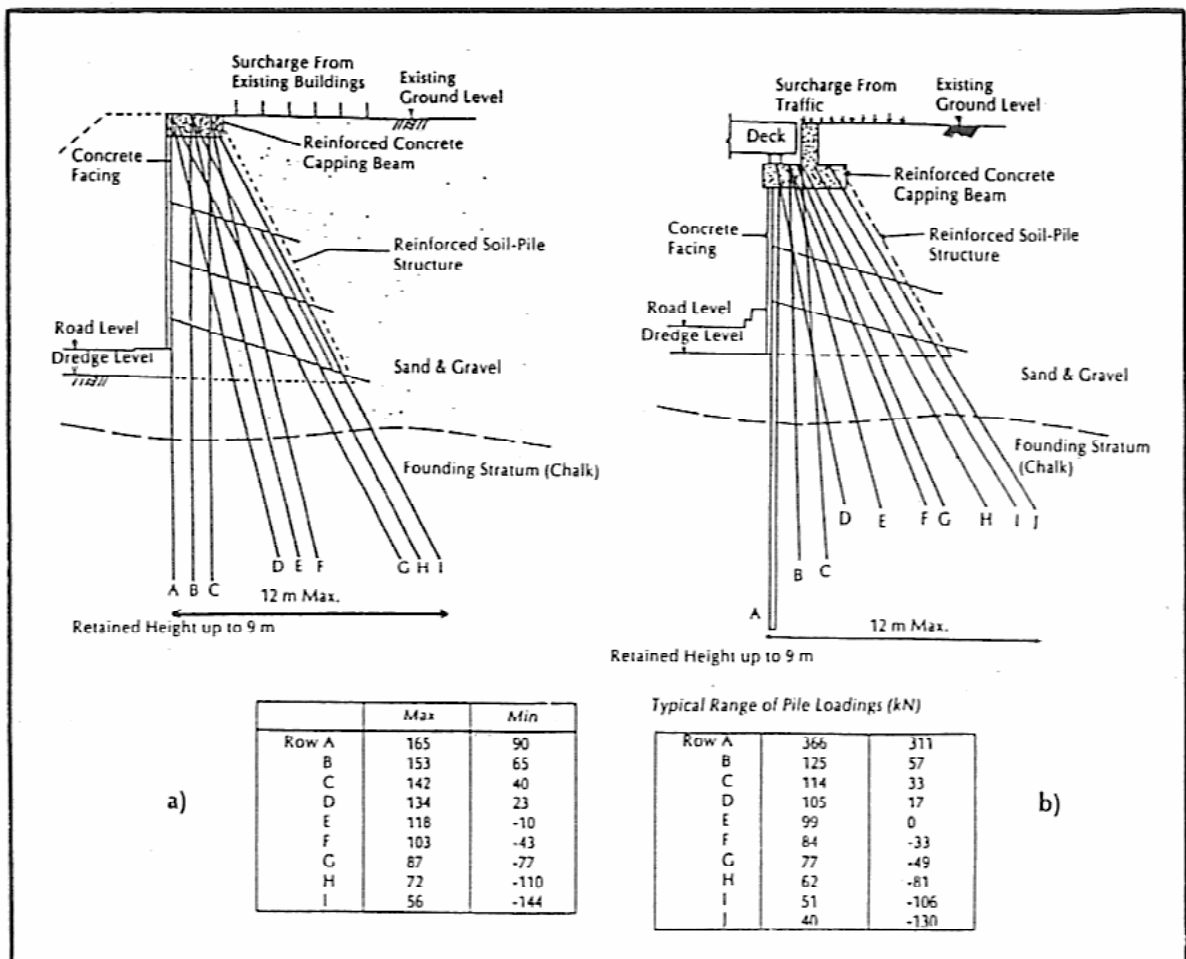 Surcharge From
Existing Buildings
Existing
Ground Level
Concrete
Facing
Reinforced Concrete
Capping Beam
Reinforced Soil-Pile
Structure
Road Level
Dredge Level
Sand & Gravel
Founding Stratum (Chalk)
A B C D E F G H I
12 m Max.
Retained Height up to 9 m
Surcharge From
Traffic
Existing
Ground Level
Deck
Reinforced Concrete
Capping Beam
Concrete
Facing
Reinforced Soil-Pile
Structure
Road Level
Dredge Level
Sand & Gravel
Founding Stratum
(Chalk)
D E F G H I J
B C
A
12 m Max.
Retained Height up to 9 m
a)
Max Min
Row A 165 90
B 153 65
C 142 40
D 134 23
E 118 -10
F 103 -43
G 87 -77
H 72 -110
I 56 -144
Typical Range of Pile Loadings (kN)
Row A 366 311
B 125 57
C 114 33
D 105 17
E 99 0
F 84 -33
G 77 -49
H 62 -81
I 51 -106
J 40 -130
b)